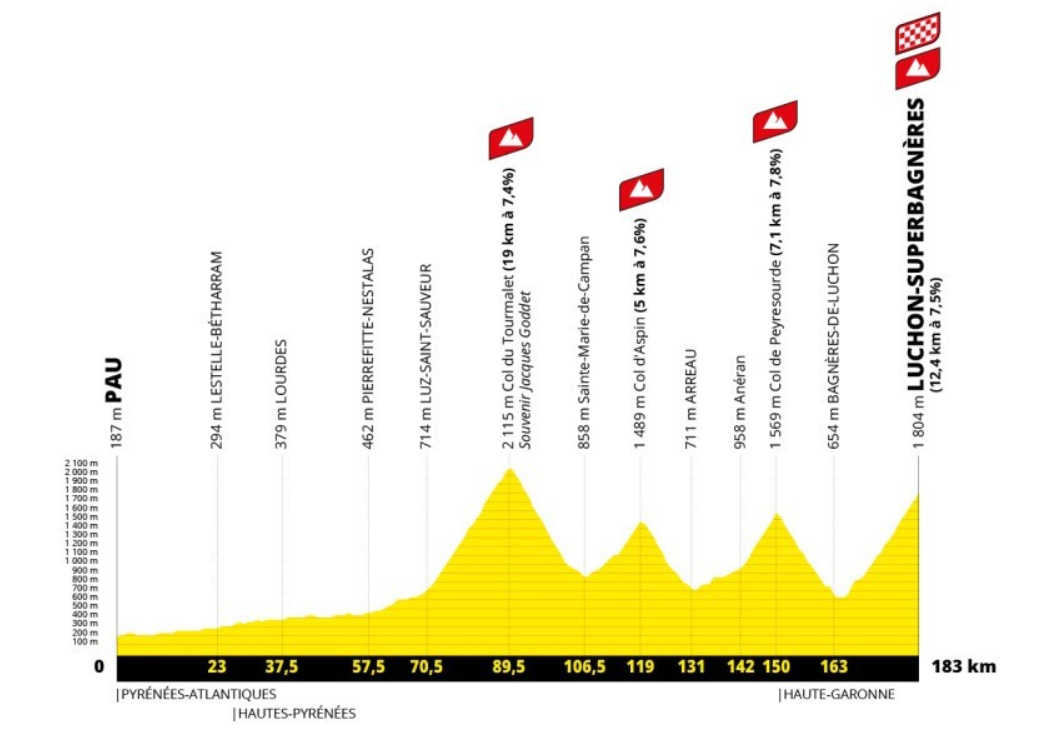 187 m PAU
294 m LESTELLE-BÉTHARRAM
379 m LOURDES
462 m PIERREFITTE-NESTALAS
714 m LUZ-SAINT-SAUVEUR
2 115 m Col du Tourmalet (19 km à 7,4%)
Souvenir Jacques Goddet
858 m Sainte-Marie-de-Campan
1 489 m Col d'Aspin (5 km à 7,6%)
711 m ARREAU
958 m Anéran
1 569 m Col de Peyresourde (7,1 km à 7,8%)
654 m BAGNÈRES-DE-LUCHON
1 804 m LUCHON-SUPERBAGNÈRES
(12,4 km à 7,5%)
2 100 m
2 000 m
1 900 m
1 800 m
1 700 m
1 600 m
1 500 m
1 400 m
1 300 m
1 200 m
1 100 m
1 000 m
900 m
800 m
700 m
600 m
500 m
400 m
300 m
200 m
100 m
0 23 37,5 57,5 70,5 89,5 106,5 119 131 142 150 163 183 km
|PYRÉNÉES-ATLANTIQUES |HAUTE-GARONNE
|HAUTES-PYRÉNÉES